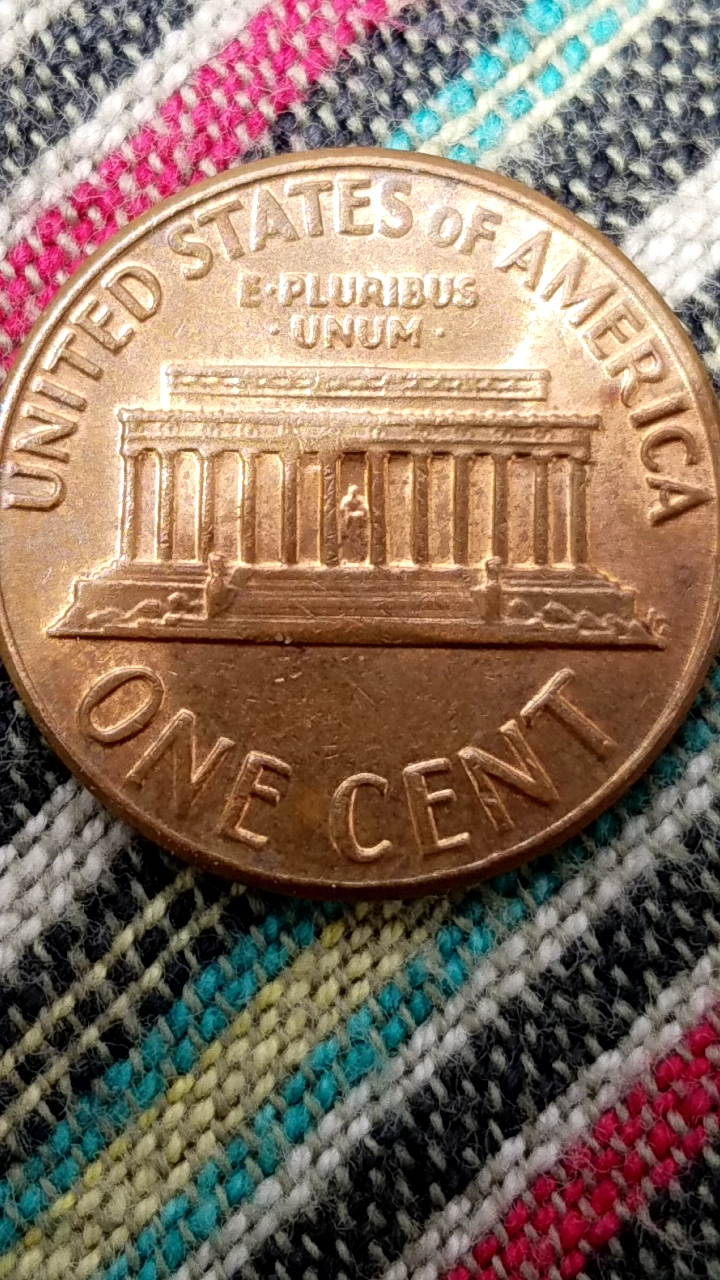 UNITED STATES OF AMERICA
E·PLURIBUS
·UNUM·
ONE CENT